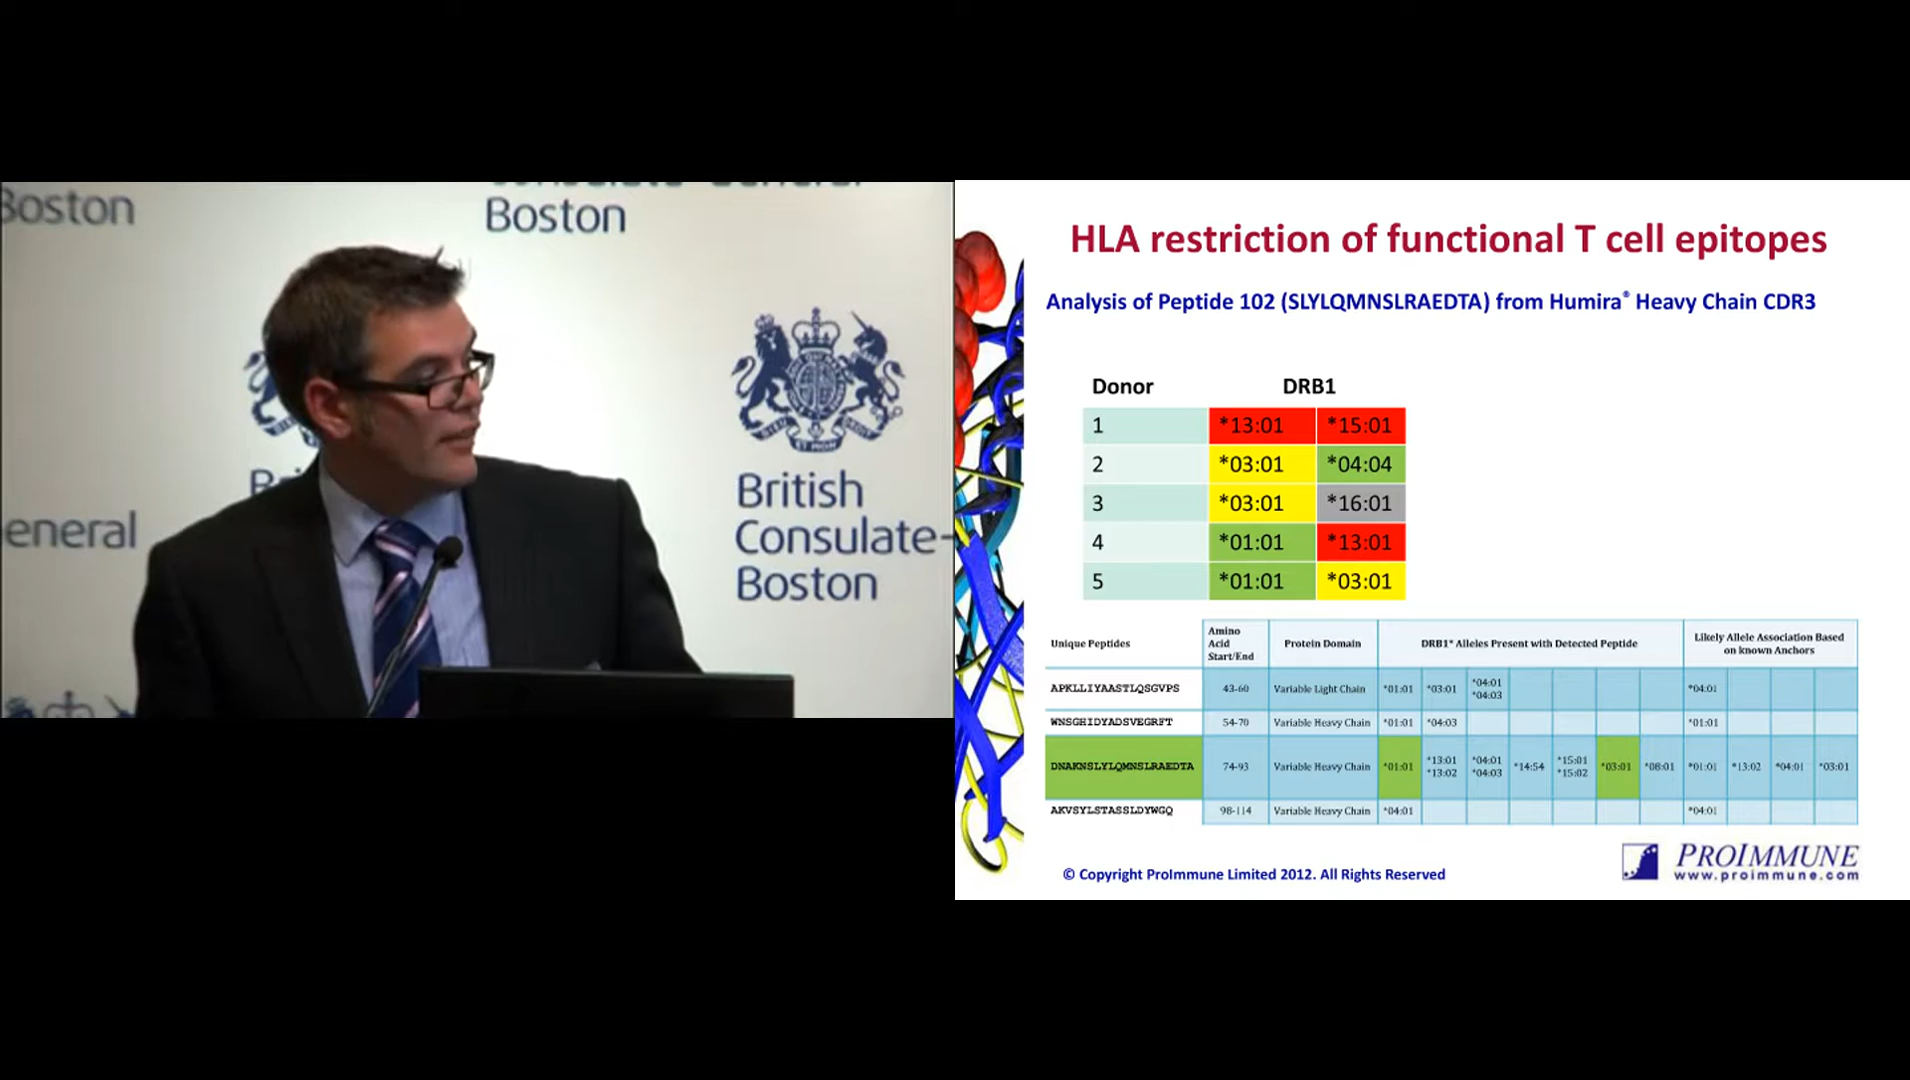 Boston
Consulate-General
Boston
British
Consulate-
Boston
eneral
HLA restriction of functional T cell epitopes
Analysis of Peptide 102 (SLYLQMNSLRAEDTA) from Humira® Heavy Chain CDR3
Donor DRB1
1 *13:01 *15:01
2 *03:01 *04:04
3 *03:01 *16:01
4 *01:01 *13:01
5 *01:01 *03:01
Unique Peptides Amino Acid Start/End Protein Domain DRB1* Alleles Present with Detected Peptide Likely Allele Association Based on known Anchors
APKLLIYAASTLQSGVPS 43-60 Variable Light Chain *01:01 *03:01 *04:01 *04:03 *04:01
WNSGHIDYADSVEGRFT 54-70 Variable Heavy Chain *01:01 *04:03 *01:01
DNAKNSLYLQMNSLRAEDTA 74-93 Variable Heavy Chain *01:01 *13:01 *13:02 *04:01 *04:03 *14:54 *15:01 *15:02 *03:01 *08:01 *01:01 *13:02 *04:01 *03:01
AKVSYLSTASSLDYWGQ 98-114 Variable Heavy Chain *04:01 *04:01
© Copyright ProImmune Limited 2012. All Rights Reserved
PROIMMUNE
www.proimmune.com